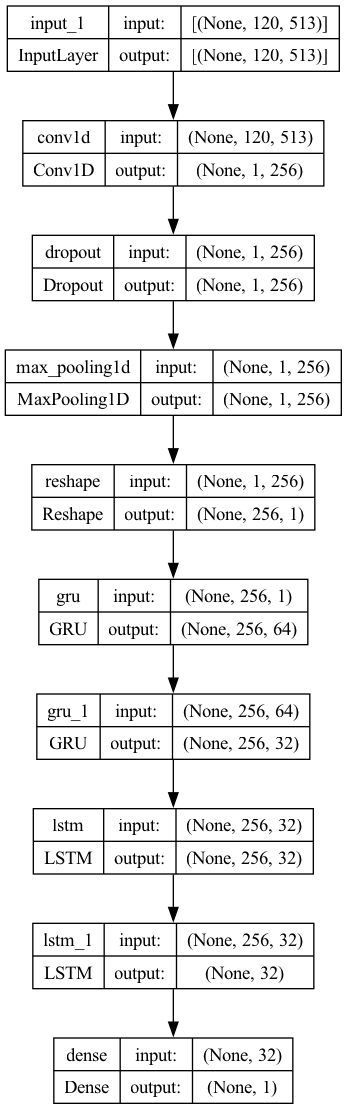 input_1 input: [(None, 120, 513)]
InputLayer output: [(None, 120, 513)]
conv1d input: (None, 120, 513)
Conv1D output: (None, 1, 256)
dropout input: (None, 1, 256)
Dropout output: (None, 1, 256)
max_pooling1d input: (None, 1, 256)
MaxPooling1D output: (None, 1, 256)
reshape input: (None, 1, 256)
Reshape output: (None, 256, 1)
gru input: (None, 256, 1)
GRU output: (None, 256, 64)
gru_1 input: (None, 256, 64)
GRU output: (None, 256, 32)
lstm input: (None, 256, 32)
LSTM output: (None, 256, 32)
lstm_1 input: (None, 256, 32)
LSTM output: (None, 32)
dense input: (None, 32)
Dense output: (None, 1)